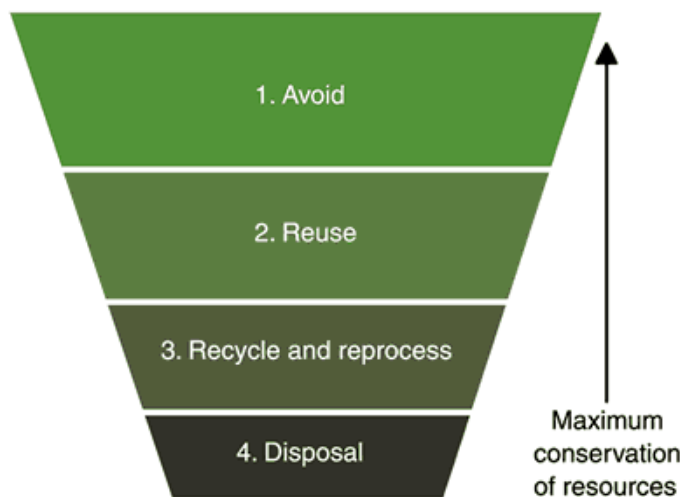 1. Avoid
2. Reuse
3. Recycle and reprocess
4. Disposal
Maximum
conservation
of resources